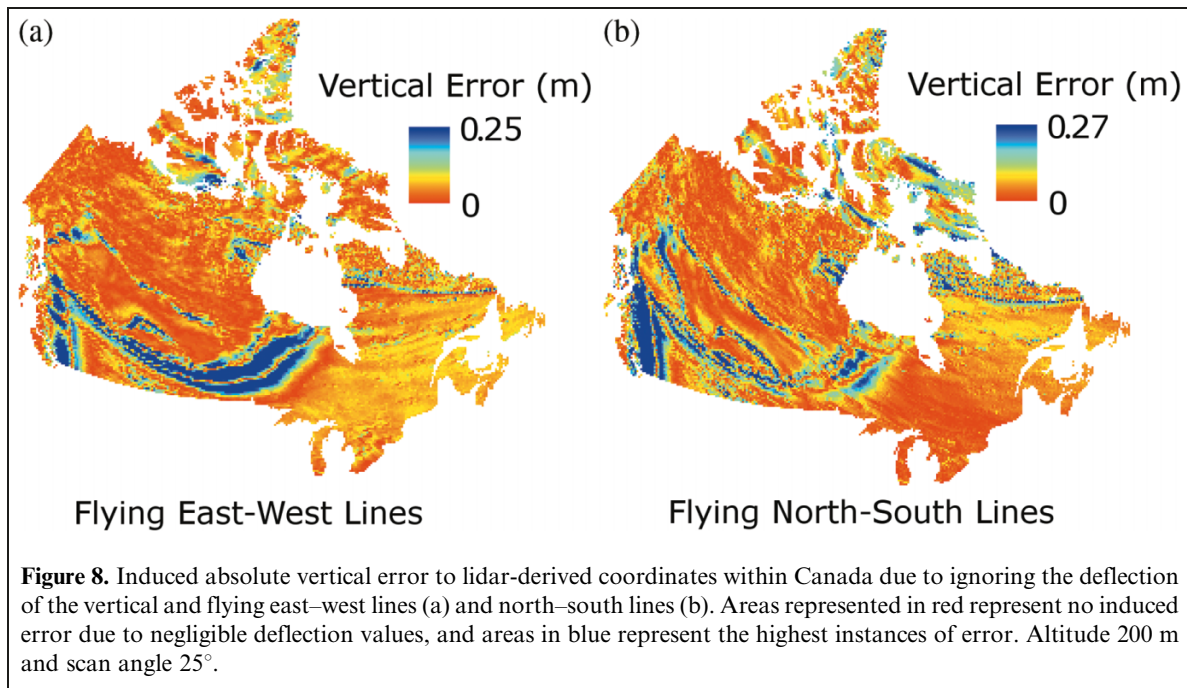 (a)
Vertical Error (m)
0.25
0
Flying East-West Lines
(b)
Vertical Error (m)
0.27
0
Flying North-South Lines
Figure 8. Induced absolute vertical error to lidar-derived coordinates within Canada due to ignoring the deflection
of the vertical and flying east–west lines (a) and north–south lines (b). Areas represented in red represent no induced
error due to negligible deflection values, and areas in blue represent the highest instances of error. Altitude 200 m
and scan angle 25°.